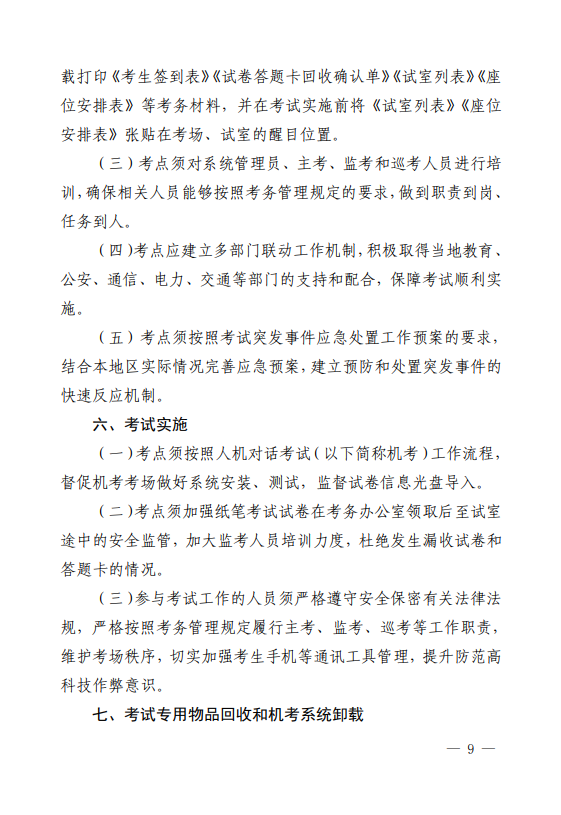 载打印《考生签到表》《试卷答题卡回收确认单》《试室列表》《座
位安排表》等考务材料，并在考试实施前将《试室列表》《座位
安排表》张贴在考场、试室的醒目位置。
（三）考点须对系统管理员、主考、监考和巡考人员进行培
训，确保相关人员能够按照考务管理规定的要求，做到职责到岗、
任务到人。
（四）考点应建立多部门联动工作机制，积极取得当地教育、
公安、通信、电力、交通等部门的支持和配合，保障考试顺利实
施。
（五）考点须按照考试突发事件应急处置工作预案的要求，
结合本地区实际情况完善应急预案，建立预防和处置突发事件的
快速反应机制。
六、考试实施
（一）考点须按照人机对话考试（以下简称机考）工作流程，
督促机考考场做好系统安装、测试，监督试卷信息光盘导入。
（二）考点须加强纸笔考试试卷在考务办公室领取后至试室
途中的安全监管，加大监考人员培训力度，杜绝发生漏收试卷和
答题卡的情况。
（三）参与考试工作的人员须严格遵守安全保密有关法律法
规，严格按照考务管理规定履行主考、监考、巡考等工作职责，
维护考场秩序，切实加强考生手机等通讯工具管理，提升防范高
科技作弊意识。
七、考试专用物品回收和机考系统卸载
— 9 —